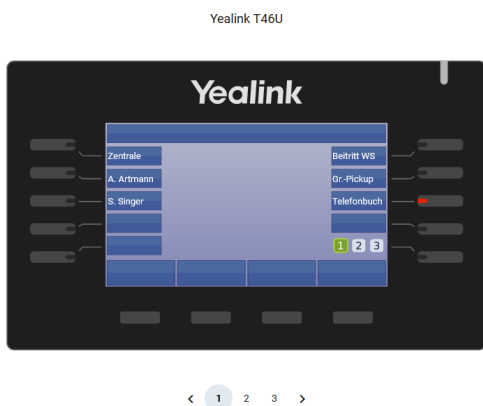 Yealink T46U
Yealink
Zentrale
Beitritt WS
A. Artmann
Gr.-Pickup
S. Singer
Telefonbuch
1 2 3
< 1 2 3 >